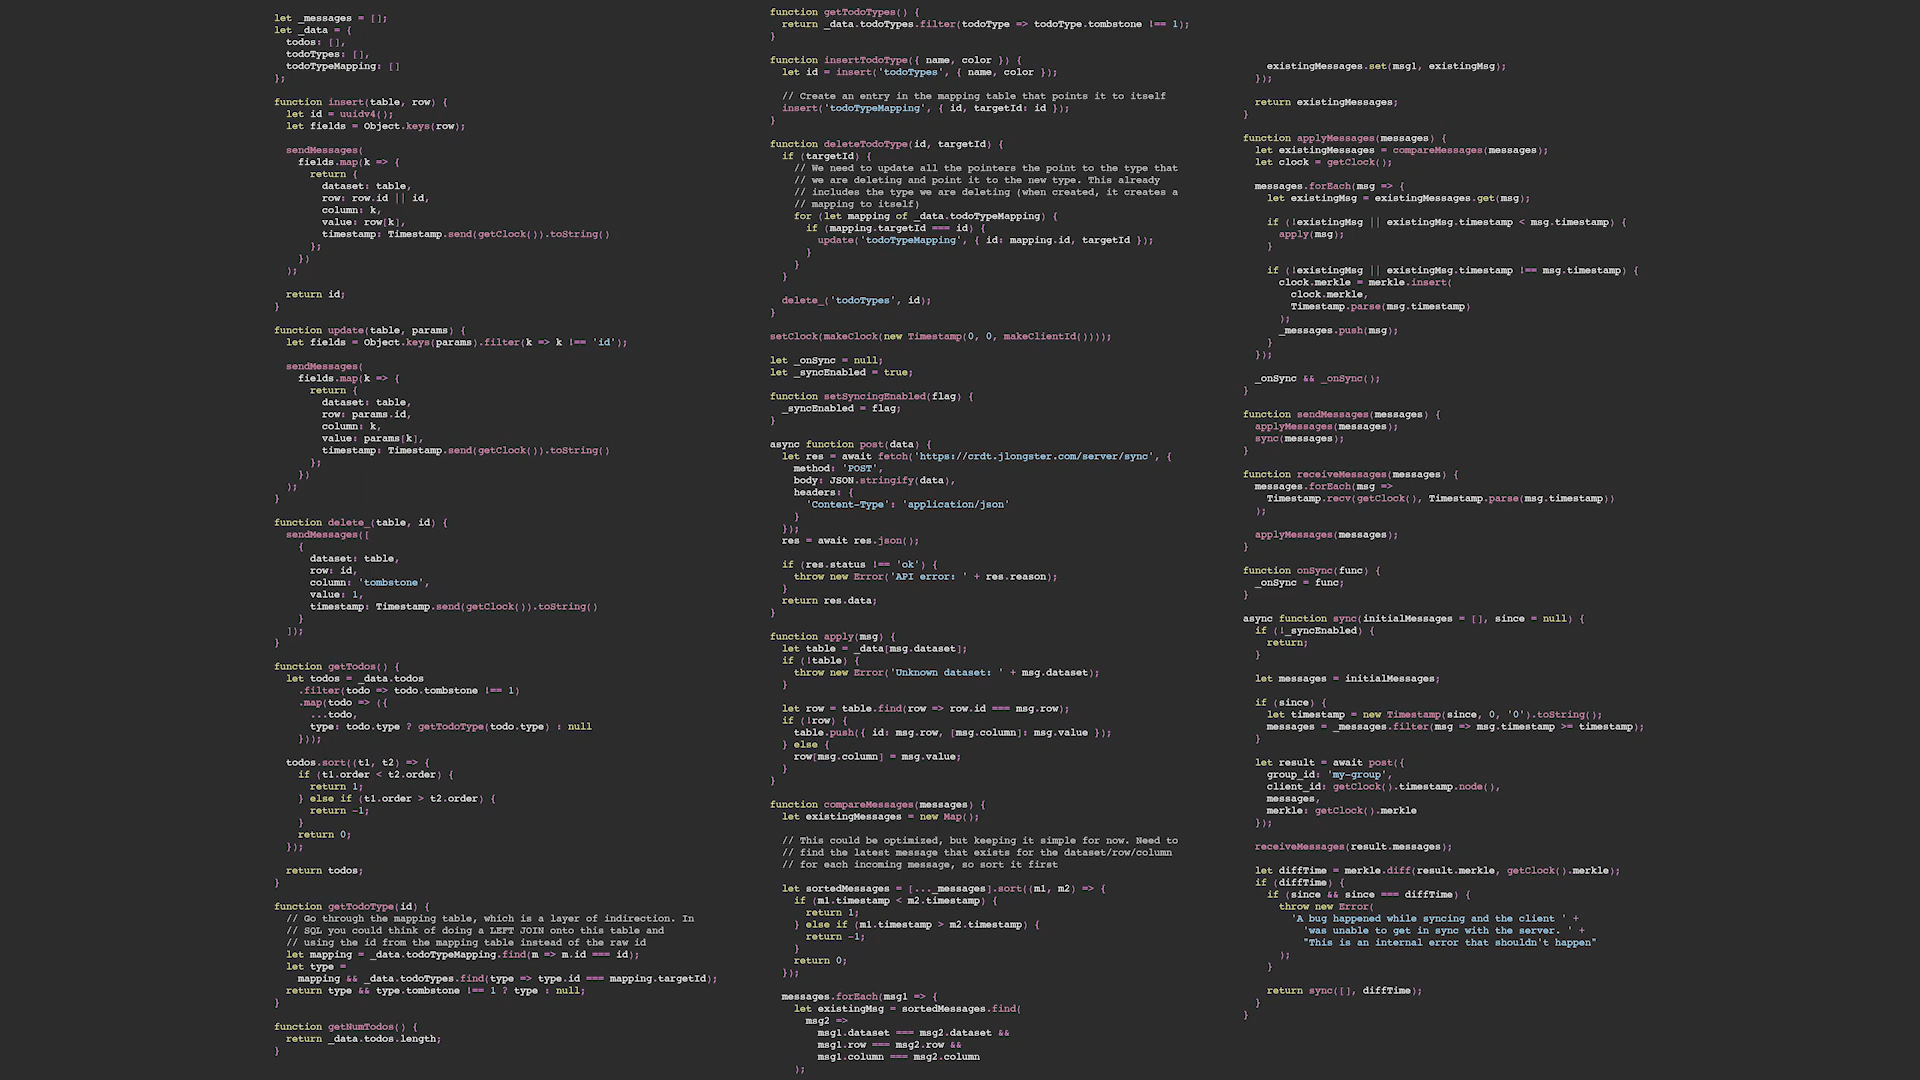 let _messages = [];
let _data = {
  todos: [],
  todoTypes: [],
  todoTypeMapping: []
};

function insert(table, row) {
  let id = uuidv4();
  let fields = Object.keys(row);

  sendMessages(
    fields.map(k => {
      return {
        dataset: table,
        row: row.id || id,
        column: k,
        value: row[k],
        timestamp: Timestamp.send(getClock()).toString()
      };
    })
  );

  return id;
}

function update(table, params) {
  let fields = Object.keys(params).filter(k => k !== 'id');

  sendMessages(
    fields.map(k => {
      return {
        dataset: table,
        row: params.id,
        column: k,
        value: params[k],
        timestamp: Timestamp.send(getClock()).toString()
      };
    })
  );
}

function delete_(table, id) {
  sendMessages([
    {
      dataset: table,
      row: id,
      column: 'tombstone',
      value: 1,
      timestamp: Timestamp.send(getClock()).toString()
    }
  ]);
}

function getTodos() {
  let todos = _data.todos
    .filter(todo => todo.tombstone !== 1)
    .map(todo => ({
      ...todo,
      type: todo.type ? getTodoType(todo.type) : null
    }));

  todos.sort((t1, t2) => {
    if (t1.order < t2.order) {
      return 1;
    } else if (t1.order > t2.order) {
      return -1;
    }
    return 0;
  });

  return todos;
}

function getTodoType(id) {
  // Go through the mapping table, which is a layer of indirection. In
  // SQL you could think of doing a LEFT JOIN onto this table and
  // using the id from the mapping table instead of the raw id
  let mapping = _data.todoTypeMapping.find(m => m.id === id);
  let type =
    mapping && _data.todoTypes.find(type => type.id === mapping.targetId);
  return type && type.tombstone !== 1 ? type : null;
}

function getNumTodos() {
  return _data.todos.length;
}

function getTodoTypes() {
  return _data.todoTypes.filter(todoType => todoType.tombstone !== 1);
}

function insertTodoType({ name, color }) {
  let id = insert('todoTypes', { name, color });

  // Create an entry in the mapping table that points it to itself
  insert('todoTypeMapping', { id, targetId: id });
}

function deleteTodoType(id, targetId) {
  if (targetId) {
    // We need to update all the pointers the point to the type that
    // we are deleting and point it to the new type. This already
    // includes the type we are deleting (when created, it creates a
    // mapping to itself)
    for (let mapping of _data.todoTypeMapping) {
      if (mapping.targetId === id) {
        update('todoTypeMapping', { id: mapping.id, targetId });
      }
    }
  }

  delete_('todoTypes', id);
}

setClock(makeClock(new Timestamp(0, 0, makeClientId())));

let _onSync = null;
let _syncEnabled = true;

function setSyncingEnabled(flag) {
  _syncEnabled = flag;
}

async function post(data) {
  let res = await fetch('https://crdt.jlongster.com/server/sync', {
    method: 'POST',
    body: JSON.stringify(data),
    headers: {
      'Content-Type': 'application/json'
    }
  });
  res = await res.json();

  if (res.status !== 'ok') {
    throw new Error('API error: ' + res.reason);
  }
  return res.data;
}

function apply(msg) {
  let table = _data[msg.dataset];
  if (!table) {
    throw new Error('Unknown dataset: ' + msg.dataset);
  }

  let row = table.find(row => row.id === msg.row);
  if (!row) {
    table.push({ id: msg.row, [msg.column]: msg.value });
  } else {
    row[msg.column] = msg.value;
  }
}

function compareMessages(messages) {
  let existingMessages = new Map();

  // This could be optimized, but keeping it simple for now. Need to
  // find the latest message that exists for the dataset/row/column
  // for each incoming message, so sort it first

  let sortedMessages = [..._messages].sort((m1, m2) => {
    if (m1.timestamp < m2.timestamp) {
      return 1;
    } else if (m1.timestamp > m2.timestamp) {
      return -1;
    }
    return 0;
  });

  messages.forEach(msg1 => {
    let existingMsg = sortedMessages.find(
      msg2 =>
        msg1.dataset === msg2.dataset &&
        msg1.row === msg2.row &&
        msg1.column === msg2.column
    );

    existingMessages.set(msg1, existingMsg);
  });

  return existingMessages;
}

function applyMessages(messages) {
  let existingMessages = compareMessages(messages);
  let clock = getClock();

  messages.forEach(msg => {
    let existingMsg = existingMessages.get(msg);

    if (!existingMsg || existingMsg.timestamp < msg.timestamp) {
      apply(msg);
    }

    if (!existingMsg || existingMsg.timestamp !== msg.timestamp) {
      clock.merkle = merkle.insert(
        clock.merkle,
        Timestamp.parse(msg.timestamp)
      );
      _messages.push(msg);
    }
  });

  _onSync && _onSync();
}

function sendMessages(messages) {
  applyMessages(messages);
  sync(messages);
}

function receiveMessages(messages) {
  messages.forEach(msg =>
    Timestamp.recv(getClock(), Timestamp.parse(msg.timestamp))
  );

  applyMessages(messages);
}

function onSync(func) {
  _onSync = func;
}

async function sync(initialMessages = [], since = null) {
  if (!_syncEnabled) {
    return;
  }

  let messages = initialMessages;

  if (since) {
    let timestamp = new Timestamp(since, 0, '0').toString();
    messages = _messages.filter(msg => msg.timestamp >= timestamp);
  }

  let result = await post({
    group_id: 'my-group',
    client_id: getClock().timestamp.node(),
    messages,
    merkle: getClock().merkle
  });

  receiveMessages(result.messages);

  let diffTime = merkle.diff(result.merkle, getClock().merkle);
  if (diffTime) {
    if (since && since === diffTime) {
      throw new Error(
        'A bug happened while syncing and the client ' +
          'was unable to get in sync with the server. ' +
          "This is an internal error that shouldn't happen"
      );
    }

    return sync([], diffTime);
  }
}